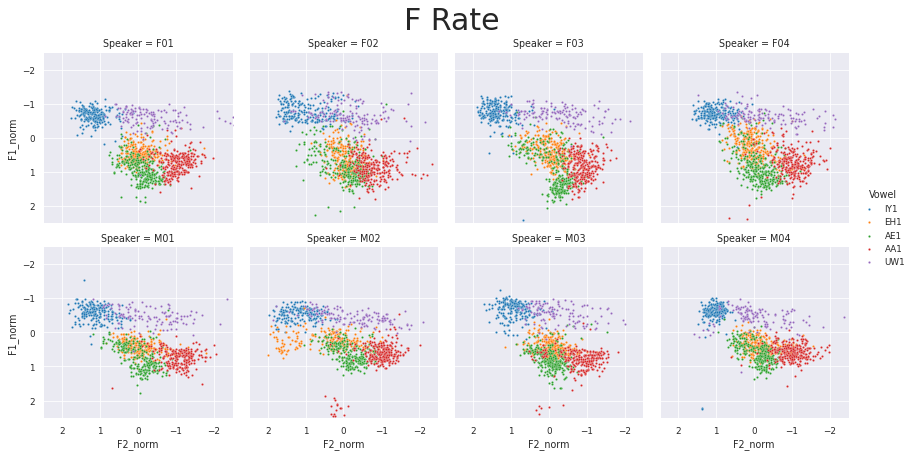 F Rate
Speaker = F01
Speaker = F02
Speaker = F03
Speaker = F04
F1_norm
−2
−1
0
1
2
Vowel
IY1
EH1
AE1
AA1
UW1
Speaker = M01
Speaker = M02
Speaker = M03
Speaker = M04
F1_norm
−2
−1
0
1
2
2 1 0 −1 −2
2 1 0 −1 −2
2 1 0 −1 −2
2 1 0 −1 −2
F2_norm
F2_norm
F2_norm
F2_norm